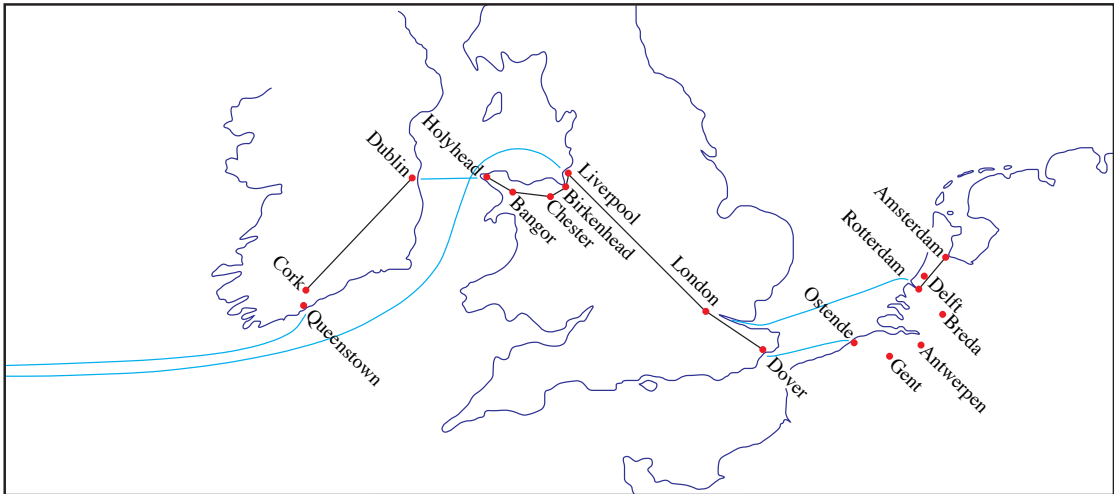 Dublin
Holyhead
Liverpool
Birkenhead
Chester
Bangor
Cork
Queenstown
London
Dover
Ostende
Rotterdam
Amsterdam
Delft
Breda
Antwerpen
Gent